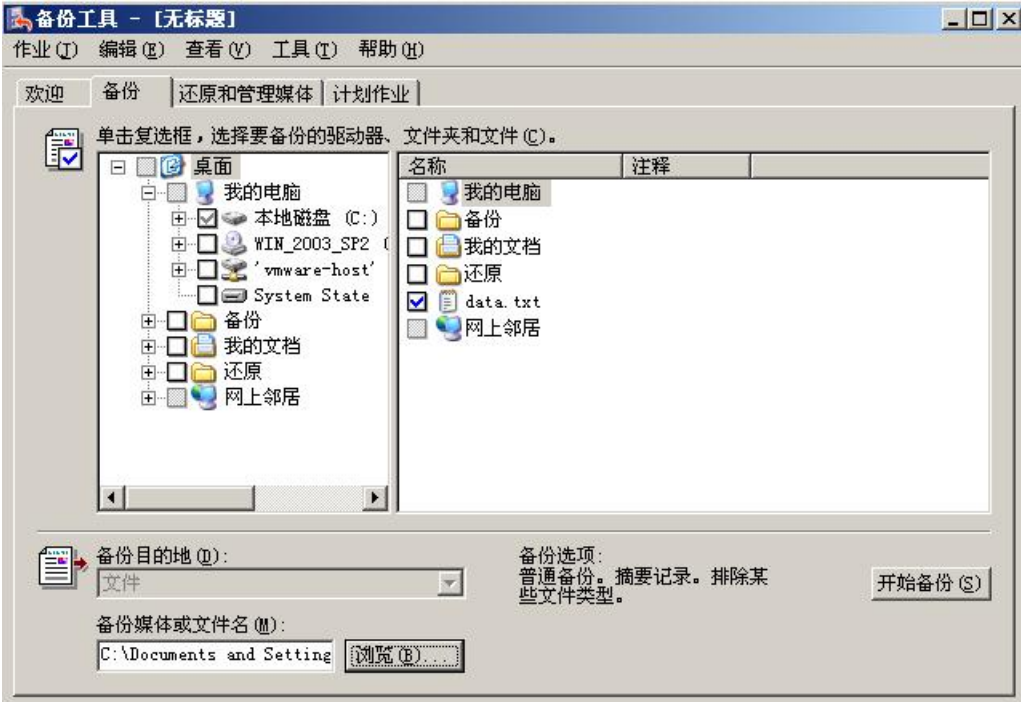 备份工具 - [无标题]
作业(J) 编辑(E) 查看(V) 工具(T) 帮助(H)
欢迎 备份 还原和管理媒体 计划作业
单击复选框，选择要备份的驱动器、文件夹和文件(C)。
桌面
我的电脑
本地磁盘 (C:)
WIN_2003_SP2 (
'vmware-host'
System State
备份
我的文档
还原
网上邻居
名称 注释
我的电脑
备份
我的文档
还原
data.txt
网上邻居
备份目的地(D):
文件
备份媒体或文件名(M):
C:\Documents and Setting
浏览(B)...
备份选项:
普通备份。摘要记录。排除某
些文件类型。
开始备份(S)